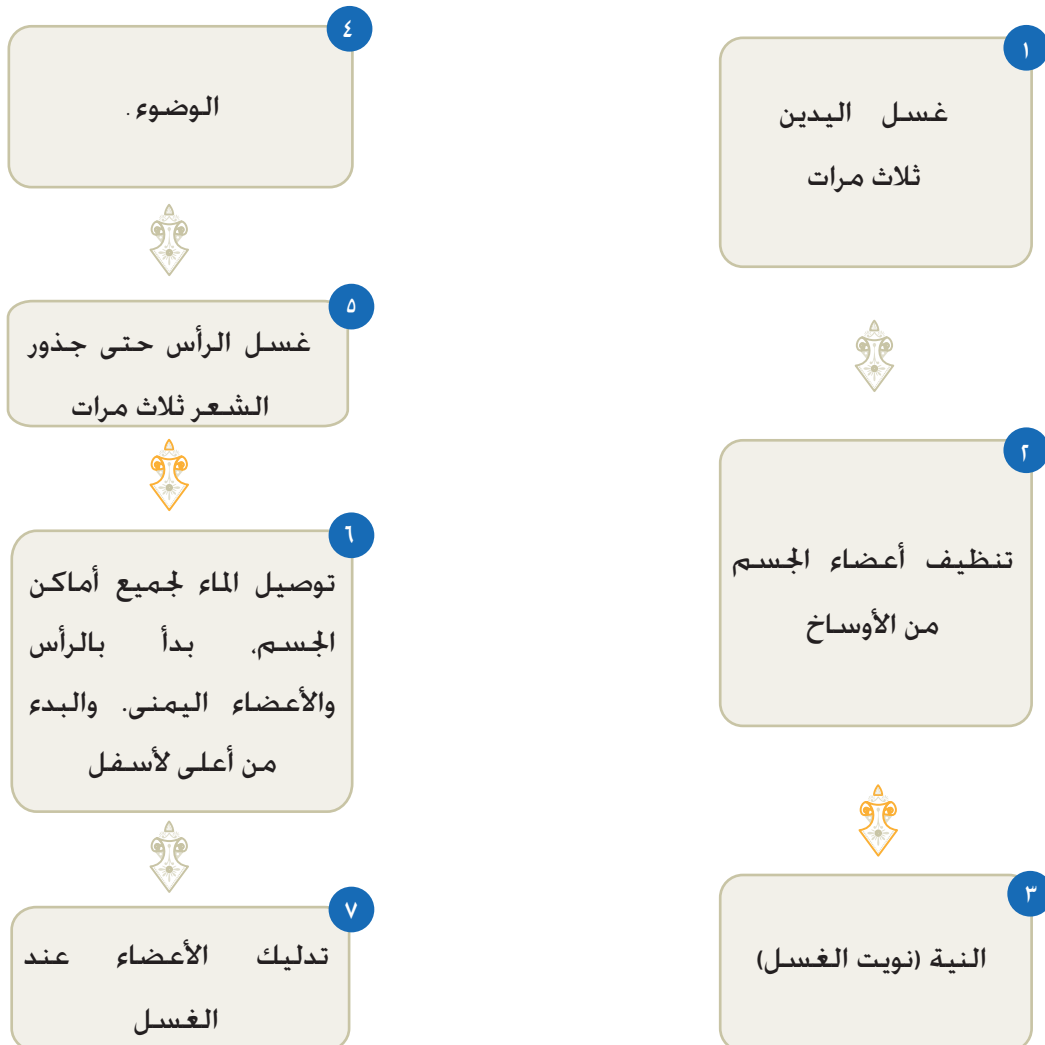 ١
غسل اليدين
ثلاث مرات
٢
تنظيف أعضاء الجسم
من الأوساخ
٣
النية (نويت الغسل)
٤
الوضوء.
٥
غسل الرأس حتى جذور
الشعر ثلاث مرات
٦
توصيل الماء لجميع أماكن
الجسم، بدأ بالرأس
والأعضاء اليمنى. والبدء
من أعلى لأسفل
٧
تدليك الأعضاء عند
الغسل